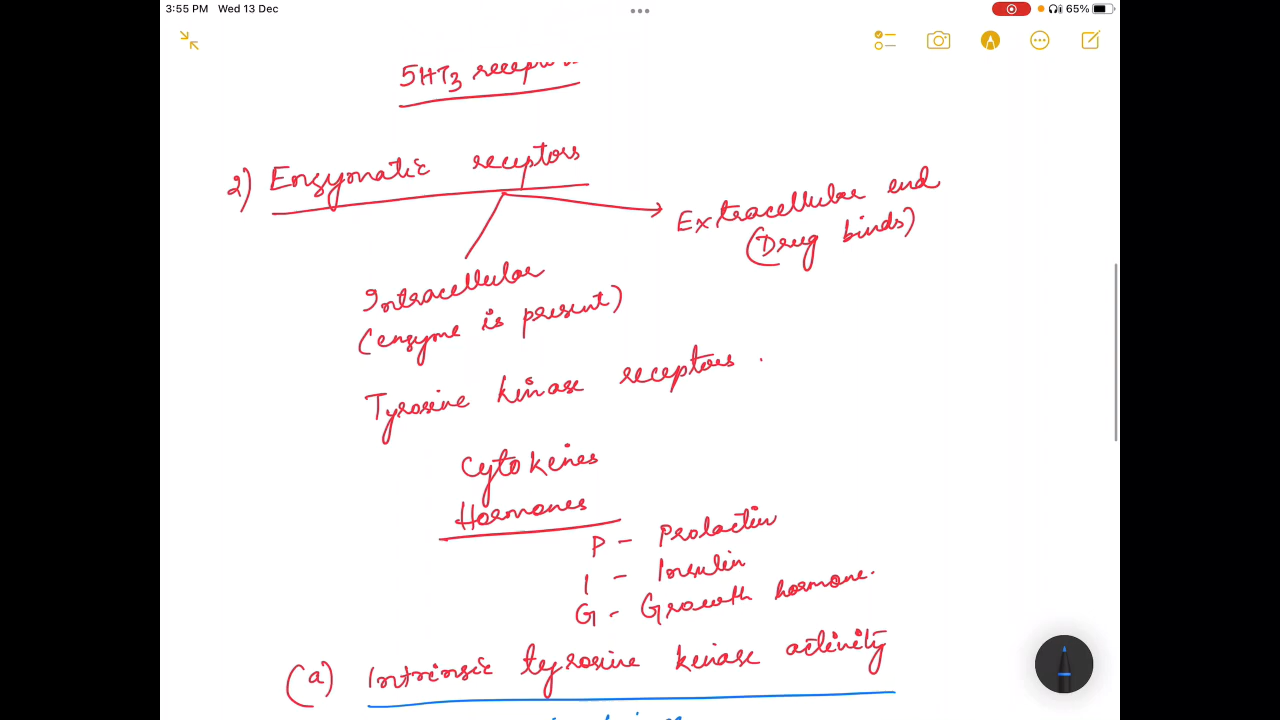 3:55 PM Wed 13 Dec
65%
5HT3 receptors
2) Enzymatic receptors
Extracellular end
(Drug binds)
Intracellular
(enzyme is present)
Tyrosine kinase receptors.
Cytokines
Hormones
P - Prolactin
I - Insulin
G - Growth hormone.
(a) Intrinsic tyrosine kinase activity